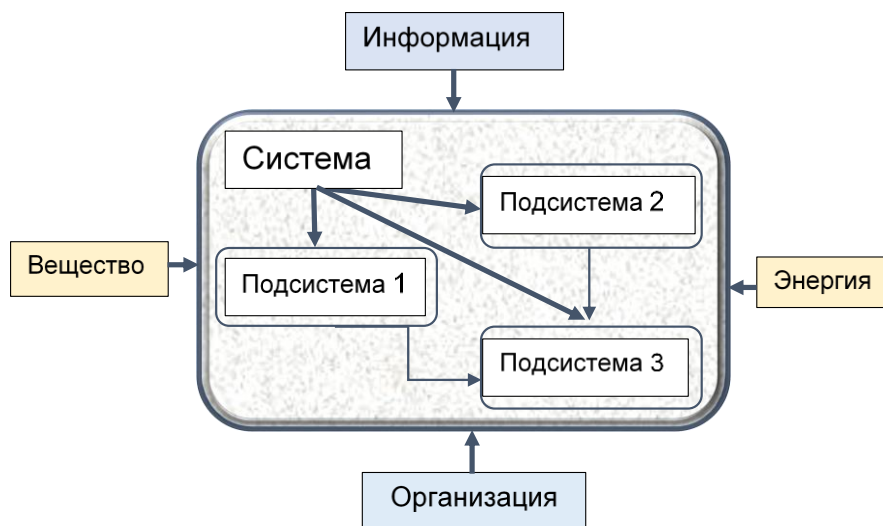 Информация
Система
Подсистема 2
Вещество
Подсистема 1
Энергия
Подсистема 3
Организация